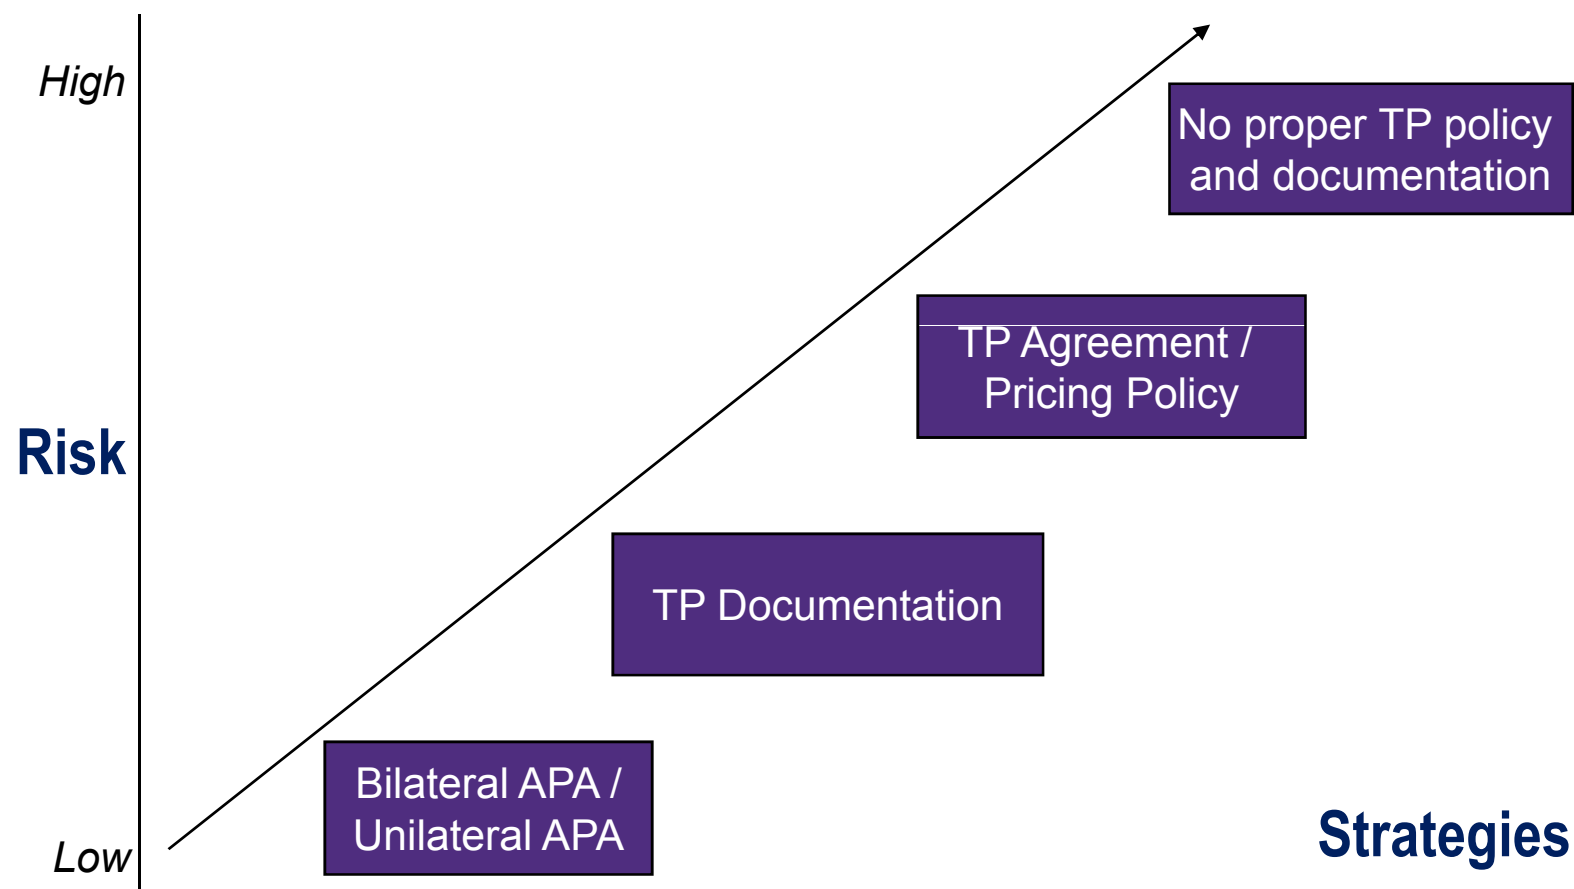 High
No proper TP policy
and documentation
TP Agreement /
Pricing Policy
Risk
TP Documentation
Bilateral APA /
Unilateral APA
Strategies
Low